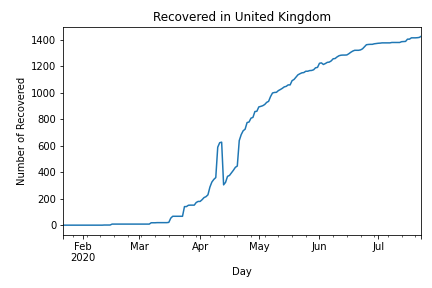 Recovered in United Kingdom
Number of Recovered
1400
1200
1000
800
600
400
200
0
Feb Mar Apr May Jun Jul
2020
Day